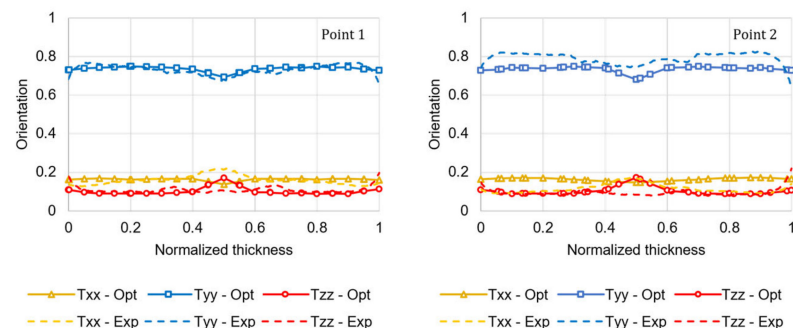 Point 1
1
0.8
0.6
0.4
0.2
0
Orientation
0 0.2 0.4 0.6 0.8 1
Normalized thickness
Txx - Opt Tyy - Opt Tzz - Opt
Txx - Exp Tyy - Exp Tzz - Exp
Point 2
1
0.8
0.6
0.4
0.2
0
Orientation
0 0.2 0.4 0.6 0.8 1
Normalized thickness
Txx - Opt Tyy - Opt Tzz - Opt
Txx - Exp Tyy - Exp Tzz - Exp